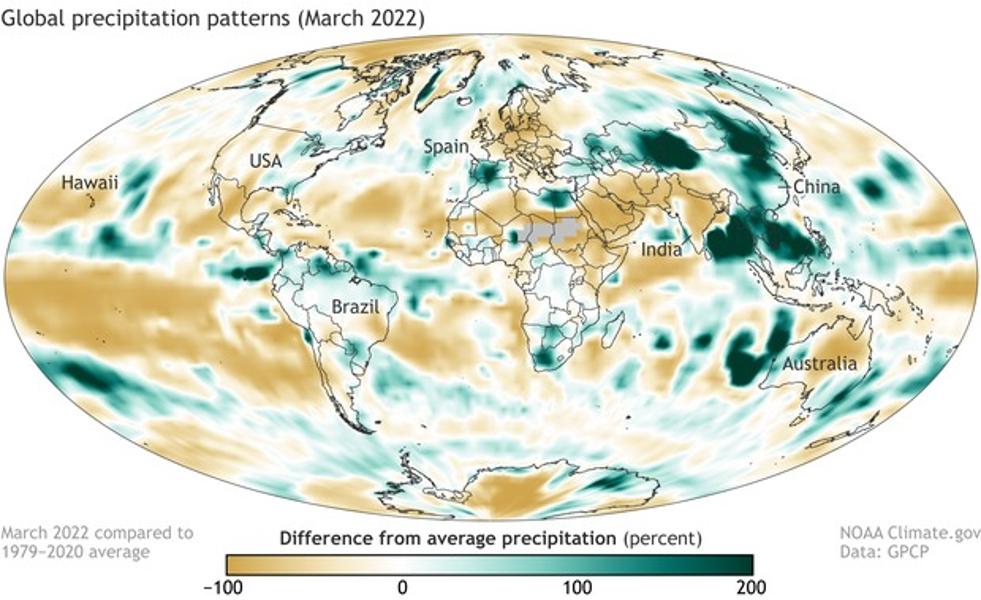 Global precipitation patterns (March 2022)
Spain
USA
Hawaii
China
India
Brazil
Australia
March 2022 compared to
1979–2020 average
Difference from average precipitation (percent)
−100 0 100 200
NOAA Climate.gov
Data: GPCP